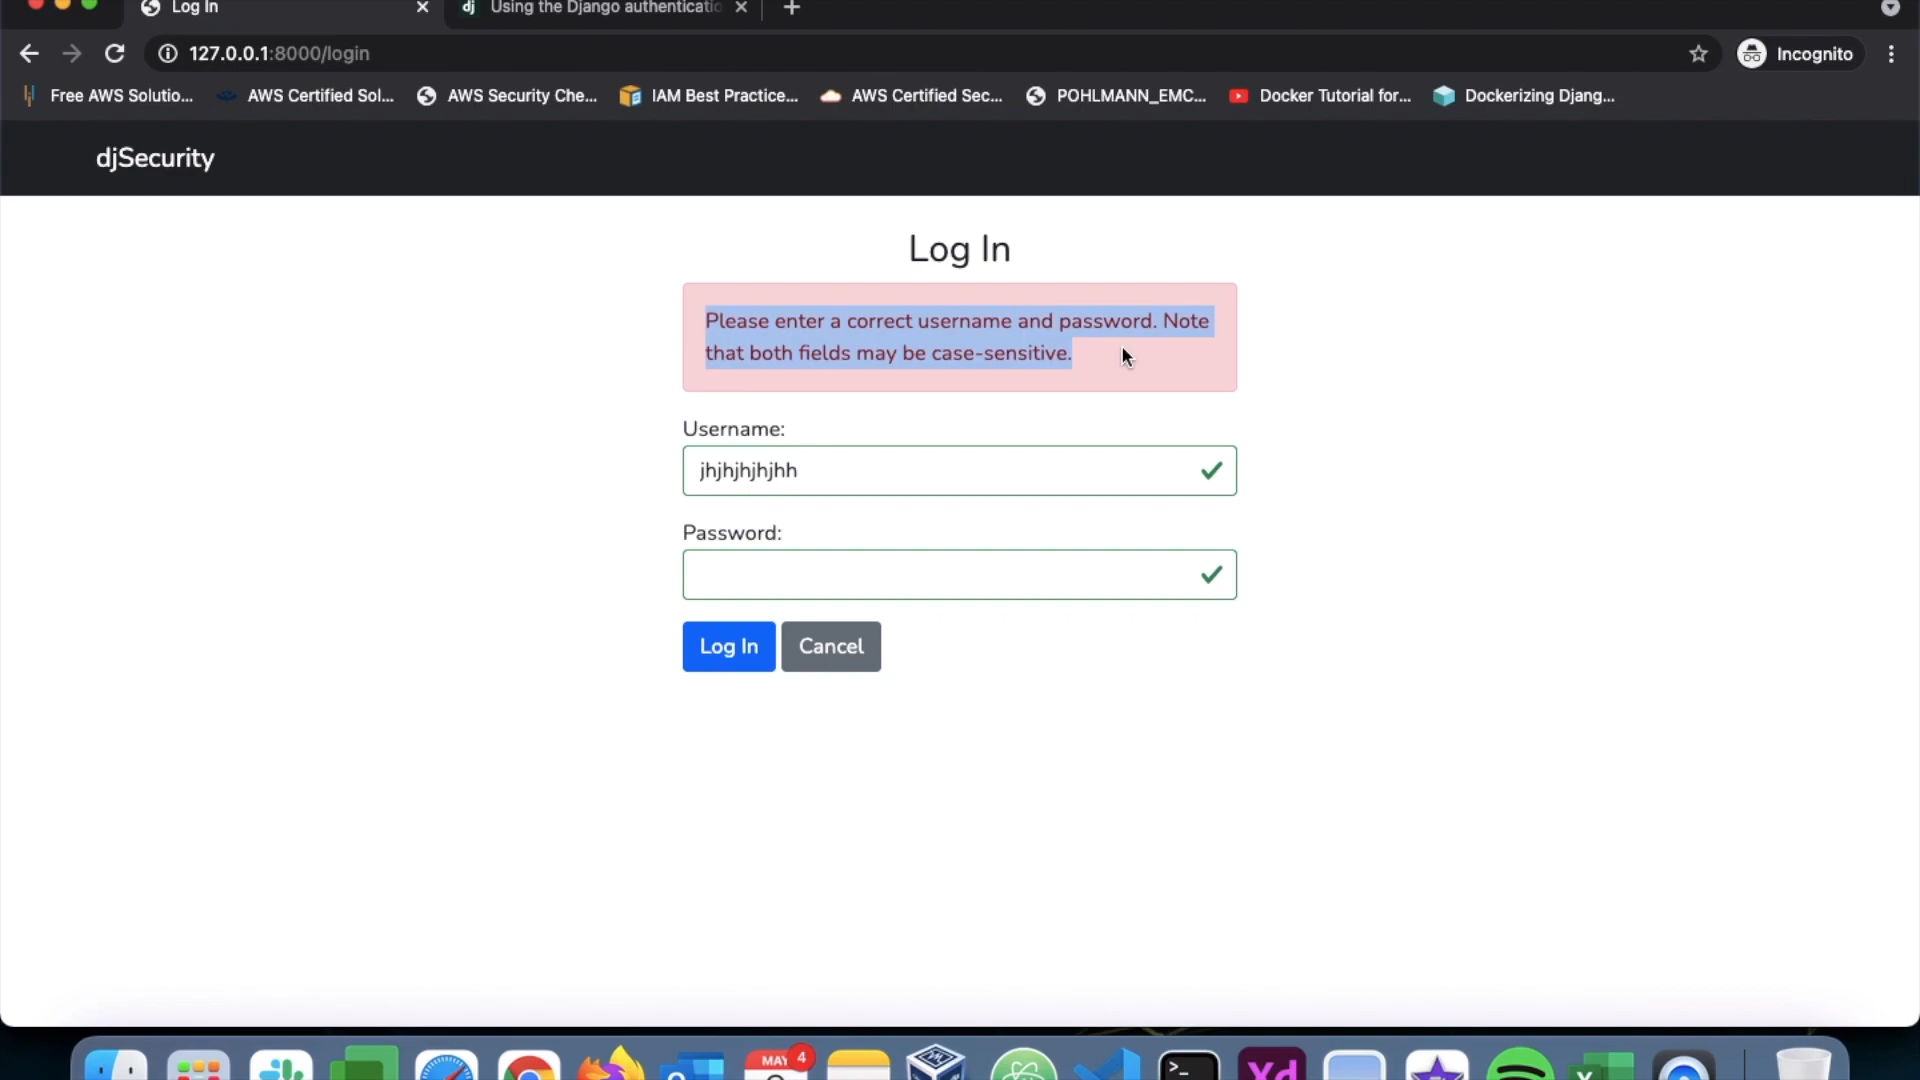 Log In
Using the Django authenticatio
127.0.0.1:8000/login
Incognito
Free AWS Solutio...
AWS Certified Sol...
AWS Security Che...
IAM Best Practice...
AWS Certified Sec...
POHLMANN_EMC...
Docker Tutorial for...
Dockerizing Djang...
djSecurity
Log In
Please enter a correct username and password. Note
that both fields may be case-sensitive.
Username:
jhjhjhjhjhh
Password:
Log In
Cancel
MAY
4
Xd